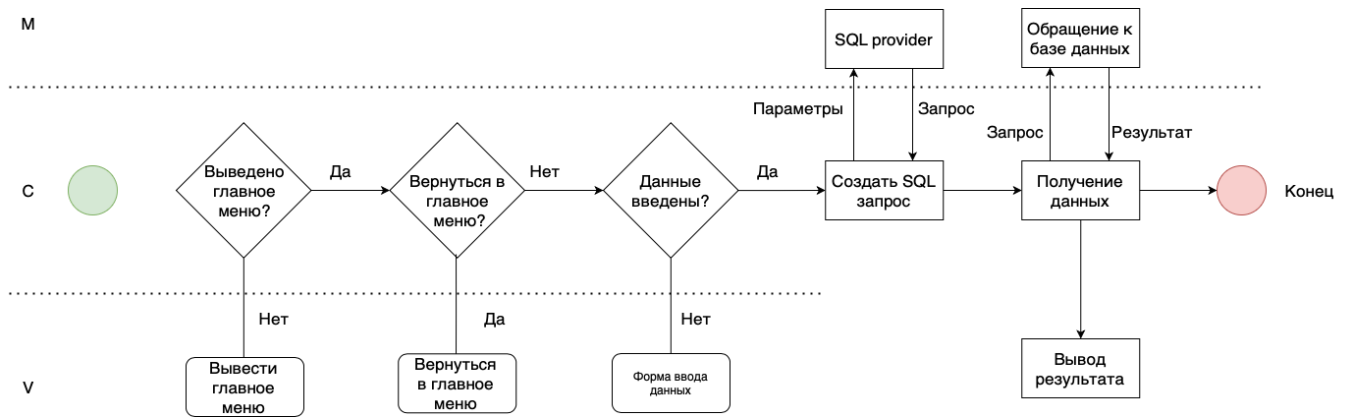 M
SQL provider
Обращение к
базе данных
Параметры
Запрос
Запрос
Результат
C
Выведено
главное
меню?
Да
Вернуться в
главное
меню?
Нет
Данные
введены?
Да
Создать SQL
запрос
Получение
данных
Конец
Нет
Да
Нет
V
Вывести
главное
меню
Вернуться
в главное
меню
Форма ввода
данных
Вывод
результата